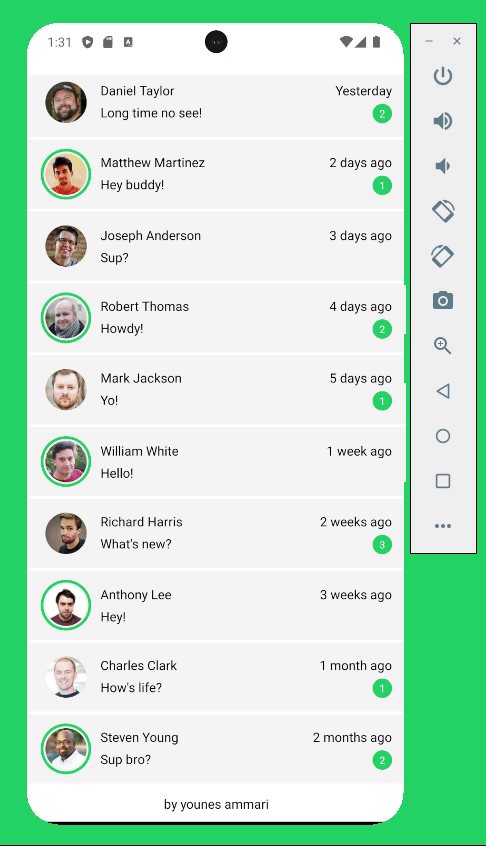 1:31
Daniel Taylor Yesterday
Long time no see! 2
Matthew Martinez 2 days ago
Hey buddy! 1
Joseph Anderson 3 days ago
Sup?
Robert Thomas 4 days ago
Howdy! 2
Mark Jackson 5 days ago
Yo! 1
William White 1 week ago
Hello!
Richard Harris 2 weeks ago
What's new? 3
Anthony Lee 3 weeks ago
Hey!
Charles Clark 1 month ago
How's life? 1
Steven Young 2 months ago
Sup bro? 2
by younes ammari